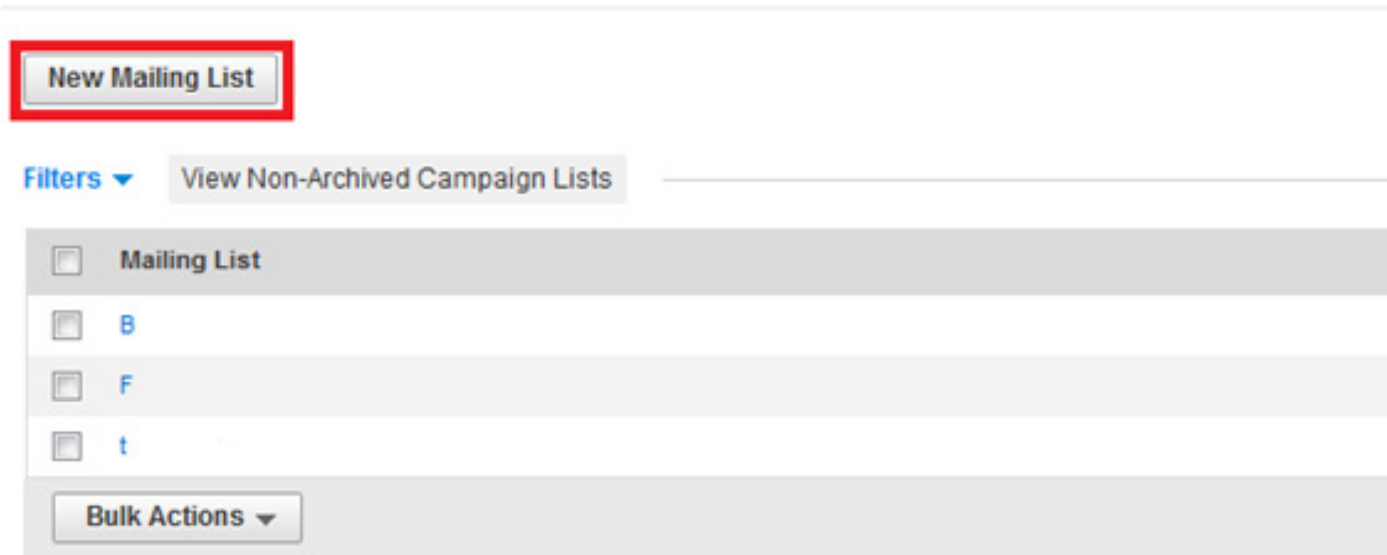 New Mailing List
Filters View Non-Archived Campaign Lists
Mailing List
B
F
t
Bulk Actions